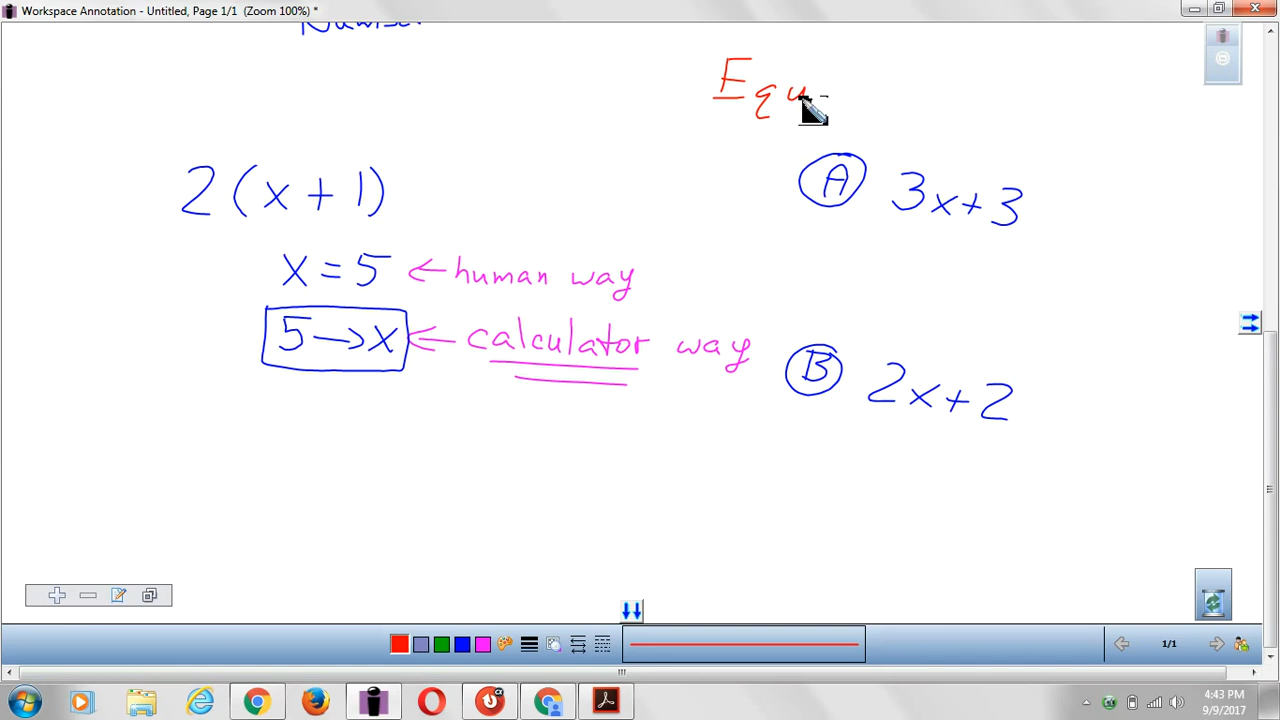 Workspace Annotation - Untitled, Page 1/1 (Zoom 100%) *
Equ
2(x+1)
A 3x+3
x=5 ← human way
5→x ← calculator way
B 2x+2
1/1
4:43 PM
9/9/2017